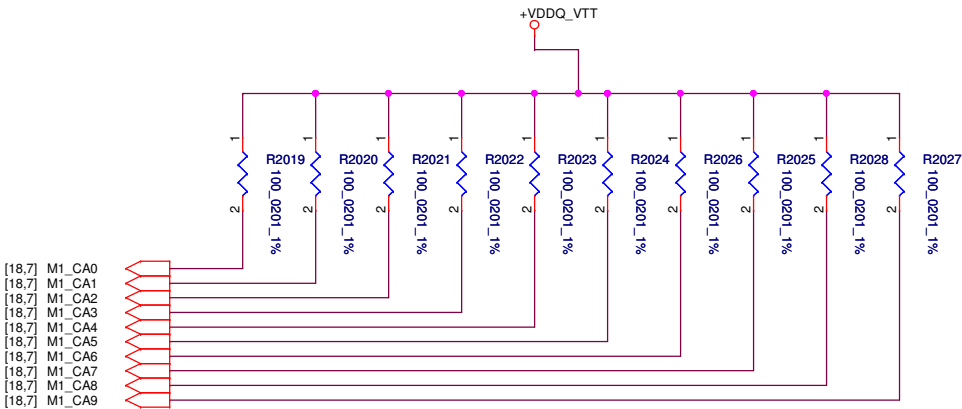 +VDDQ_VTT
1 1 1 1 1 1 1 1 1 1
R2019 R2020 R2021 R2022 R2023 R2024 R2026 R2025 R2028 R2027
100_0201_1% 100_0201_1% 100_0201_1% 100_0201_1% 100_0201_1% 100_0201_1% 100_0201_1% 100_0201_1% 100_0201_1% 100_0201_1%
2 2 2 2 2 2 2 2 2 2
[18,7] M1_CA0
[18,7] M1_CA1
[18,7] M1_CA2
[18,7] M1_CA3
[18,7] M1_CA4
[18,7] M1_CA5
[18,7] M1_CA6
[18,7] M1_CA7
[18,7] M1_CA8
[18,7] M1_CA9